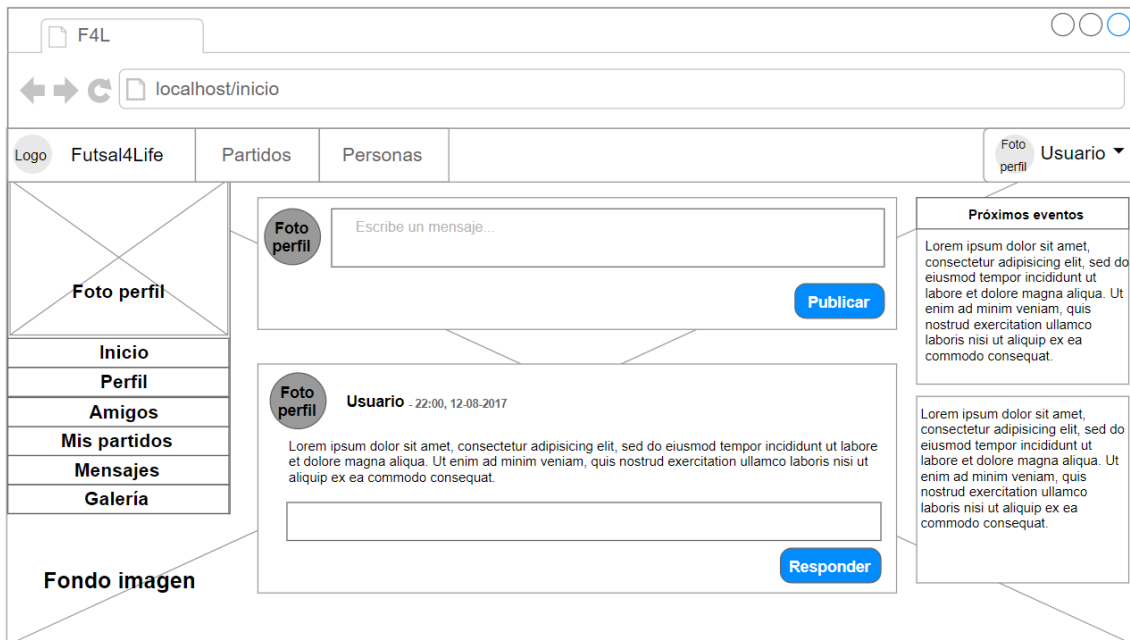 F4L
localhost/inicio
Logo
Futsal4Life
Partidos
Personas
Foto
perfil
Usuario
Foto perfil
Inicio
Perfil
Amigos
Mis partidos
Mensajes
Galería
Fondo imagen
Foto
perfil
Escribe un mensaje...
Publicar
Foto
perfil
Usuario - 22:00, 12-08-2017
Lorem ipsum dolor sit amet, consectetur adipisicing elit, sed do eiusmod tempor incididunt ut labore
et dolore magna aliqua. Ut enim ad minim veniam, quis nostrud exercitation ullamco laboris nisi ut
aliquip ex ea commodo consequat.
Responder
Próximos eventos
Lorem ipsum dolor sit amet,
consectetur adipisicing elit, sed do
eiusmod tempor incididunt ut
labore et dolore magna aliqua. Ut
enim ad minim veniam, quis
nostrud exercitation ullamco
laboris nisi ut aliquip ex ea
commodo consequat.
Lorem ipsum dolor sit amet,
consectetur adipisicing elit, sed do
eiusmod tempor incididunt ut
labore et dolore magna aliqua. Ut
enim ad minim veniam, quis
nostrud exercitation ullamco
laboris nisi ut aliquip ex ea
commodo consequat.